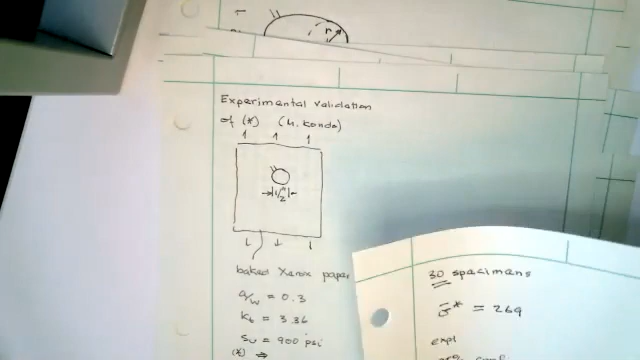 r
Experimental validation
of (*) (h. Konda)
1/2"
baked Xerox paper
a/w = 0.3
kt = 3.36
Su = 900 psi
(*) ⇒
30 specimens
σ̄* = 269
expl